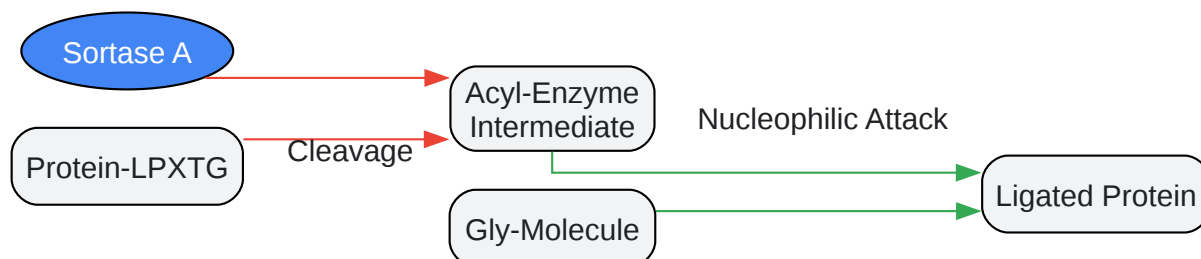 Sortase A
Protein-LPXTG
Cleavage
Acyl-Enzyme
Intermediate
Gly-Molecule
Nucleophilic Attack
Ligated Protein